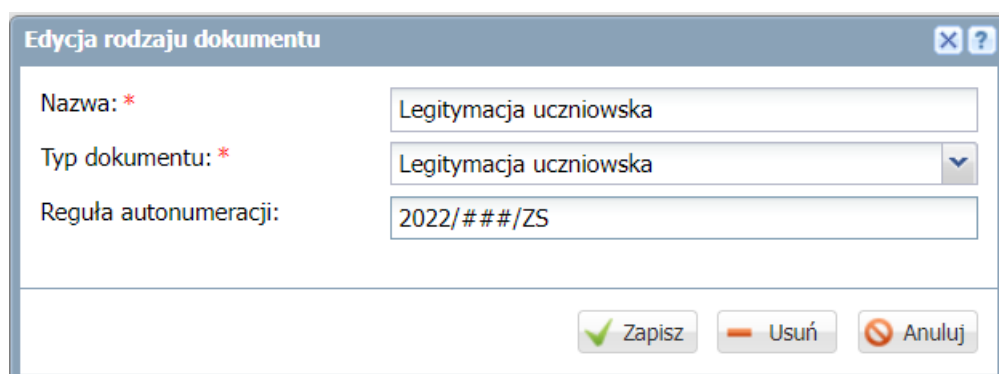 Edycja rodzaju dokumentu
Nazwa: * Legitymacja uczniowska
Typ dokumentu: * Legitymacja uczniowska
Reguła autonumeracji: 2022/###/ZS
Zapisz Usuń Anuluj